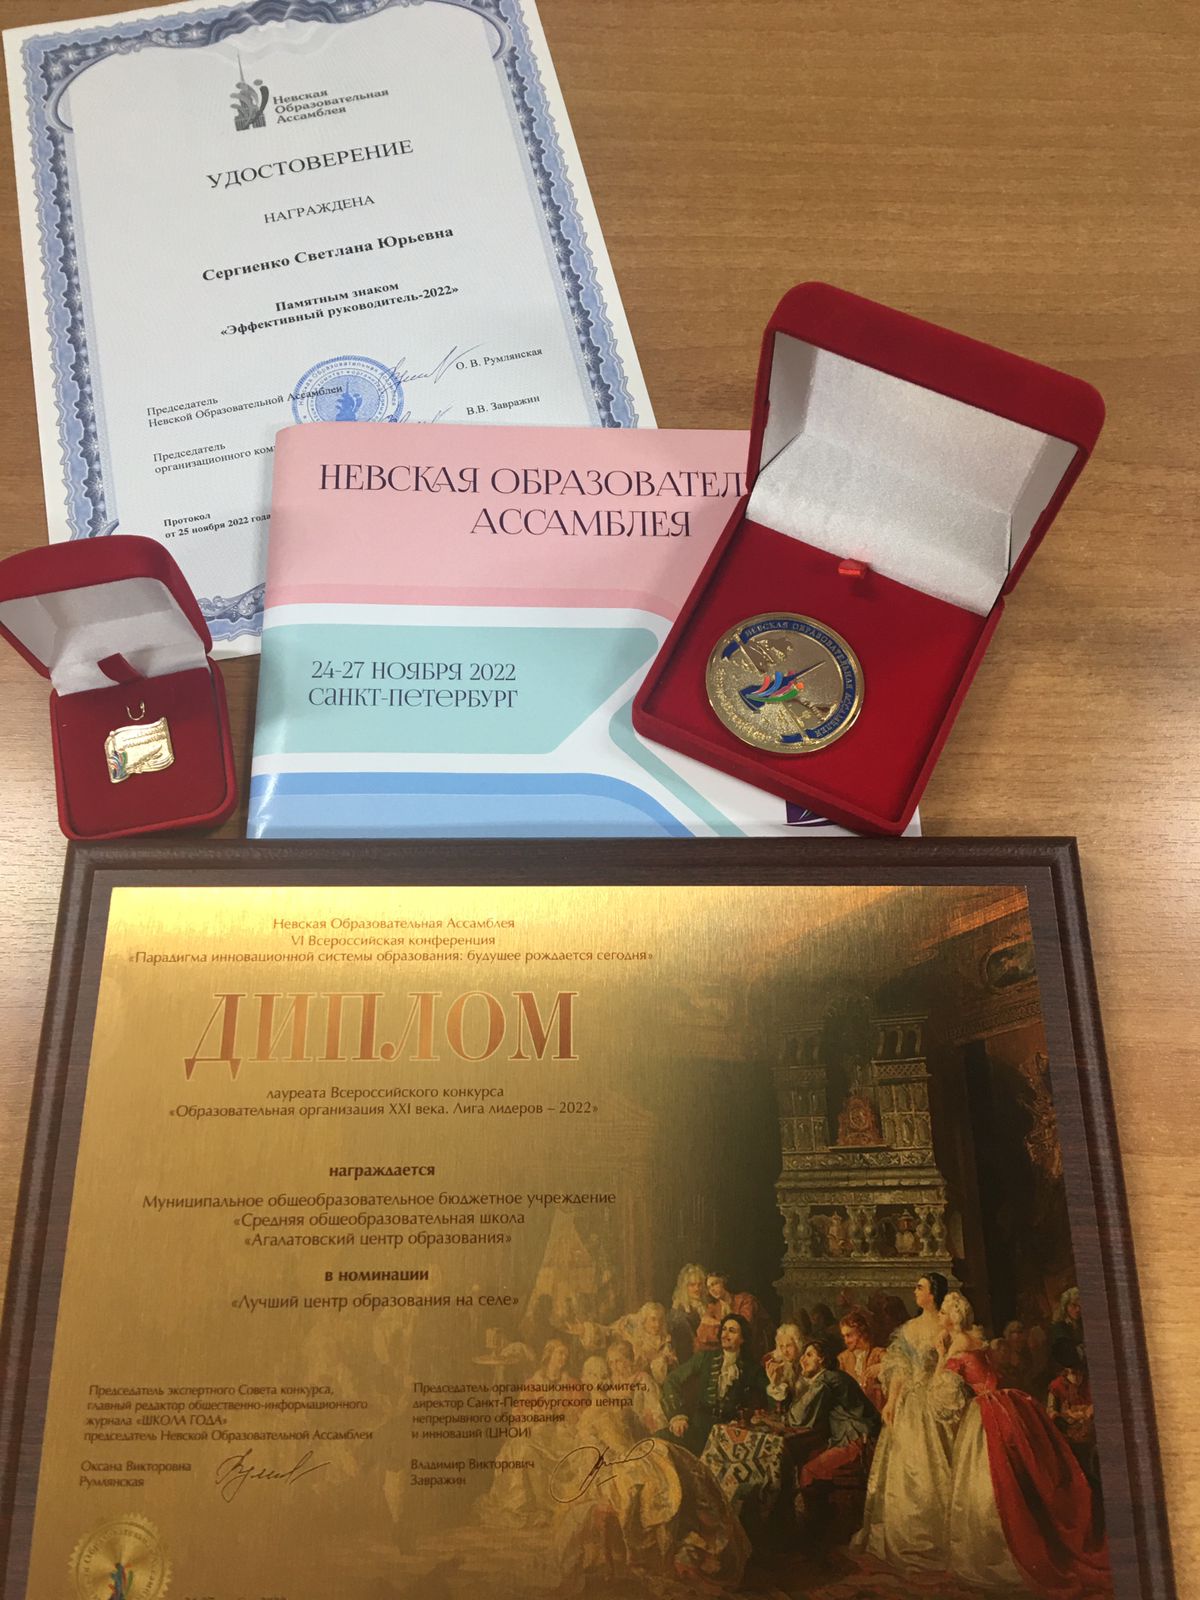 Невская
Образовательная
Ассамблея
УДОСТОВЕРЕНИЕ
НАГРАЖДЕНА
Сергиенко Светлана Юрьевна
Памятным знаком
«Эффективный руководитель-2022»
Председатель
Невской Образовательной Ассамблеи
О. В. Румлянская
Председатель
организационного
В.В. Завражин
Протокол
от 25 ноября 2022 года
НЕВСКАЯ ОБРАЗОВАТЕЛ
АССАМБЛЕЯ
24-27 НОЯБРЯ 2022
САНКТ-ПЕТЕРБУРГ
НЕВСКАЯ ОБРАЗОВАТЕЛЬНАЯ АССАМБЛЕЯ
Невская Образовательная Ассамблея
VI Всероссийская конференция
«Парадигма инновационной системы образования: будущее рождается сегодня»
ДИПЛОМ
лауреата Всероссийского конкурса
«Образовательная организация XXI века. Лига лидеров – 2022»
награждается
Муниципальное общеобразовательное бюджетное учреждение
«Средняя общеобразовательная школа
«Агалатовский центр образования»
в номинации
«Лучший центр образования на селе»
Председатель экспертного Совета конкурса,
главный редактор общественно-информационного
журнала «ШКОЛА ГОДА»
председатель Невской Образовательной Ассамблеи
Оксана Викторовна
Румлянская
Председатель организационного комитета,
директор Санкт-Петербургского центра
непрерывного образования
и инноваций (ЦНОИ)
Владимир Викторович
Завражин